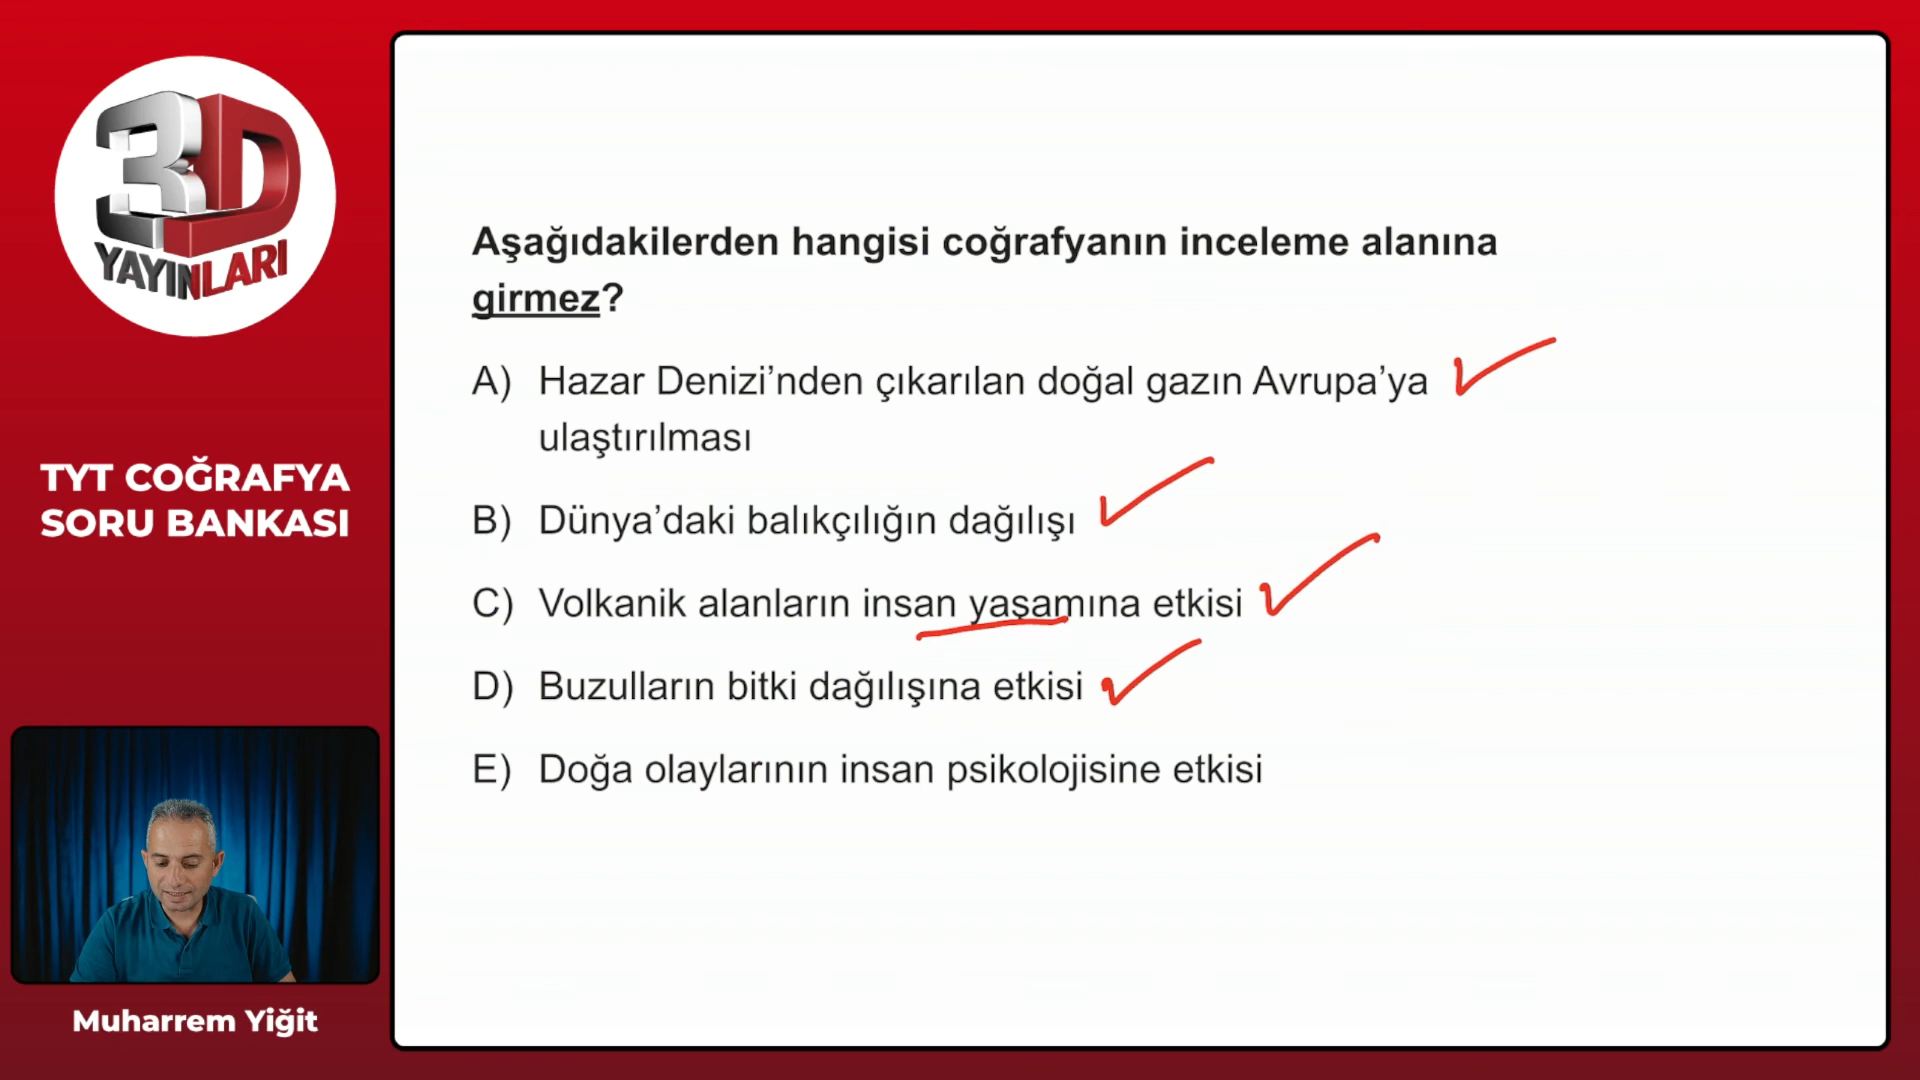 3D
YAYINLARI
TYT COĞRAFYA
SORU BANKASI
Muharrem Yiğit
Aşağıdakilerden hangisi coğrafyanın inceleme alanına
girmez?
A) Hazar Denizi’nden çıkarılan doğal gazın Avrupa’ya
ulaştırılması
B) Dünya’daki balıkçılığın dağılışı
C) Volkanik alanların insan yaşamına etkisi
D) Buzulların bitki dağılışına etkisi
E) Doğa olaylarının insan psikolojisine etkisi